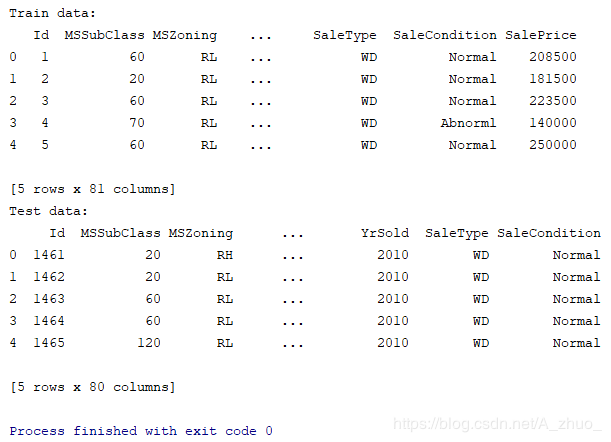 Train data:
Id MSSubClass MSZoning ... SaleType SaleCondition SalePrice
0 1 60 RL ... WD Normal 208500
1 2 20 RL ... WD Normal 181500
2 3 60 RL ... WD Normal 223500
3 4 70 RL ... WD Abnorml 140000
4 5 60 RL ... WD Normal 250000
[5 rows x 81 columns]
Test data:
Id MSSubClass MSZoning ... YrSold SaleType SaleCondition
0 1461 20 RH ... 2010 WD Normal
1 1462 20 RL ... 2010 WD Normal
2 1463 60 RL ... 2010 WD Normal
3 1464 60 RL ... 2010 WD Normal
4 1465 120 RL ... 2010 WD Normal
[5 rows x 80 columns]
Process finished with exit code 0
https://blog.csdn.net/A_zhuo_